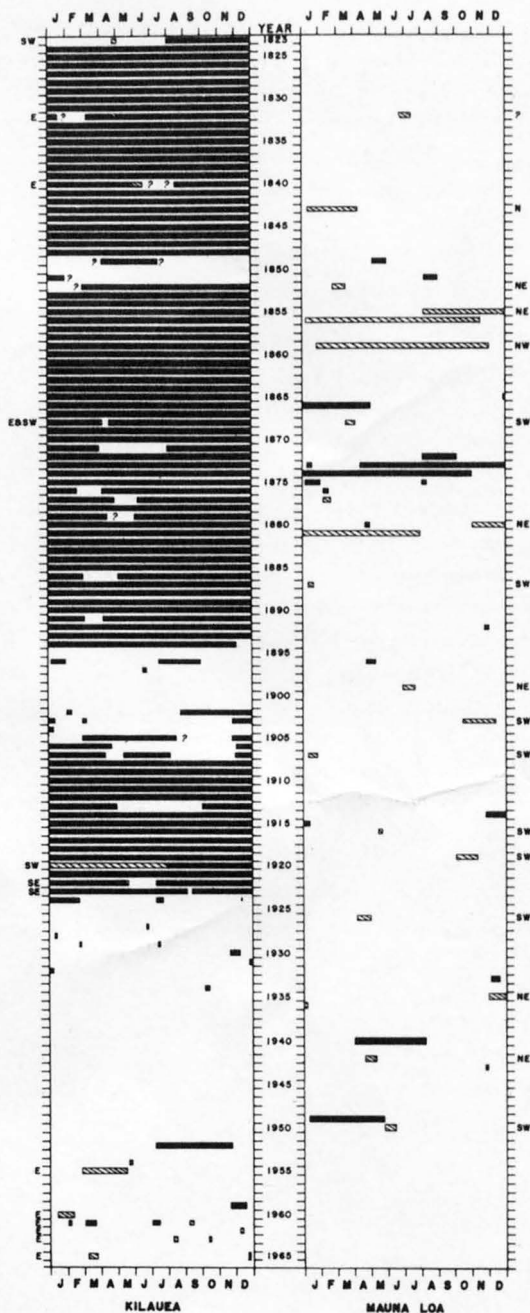 J F M A M J J A S O N D J F M A M J J A S O N D
YEAR
SW 1823
1825
1830
E ? ?
1835
E ? ? 1840
N
1845
? ? 1850
?
? NE
1855 NE
NW
1860
1865
E&SW SW
1870
1875
? 1880 NE
1885
SW
1890
1895
1900 NE
SW
? 1905
SW
1910
1915
SW
SW 1920 SW
SE
SE
1925
SW
1930
1935 NE
1940
NE
1945
1950 SW
E 1955
1960
E 1965
J F M A M J J A S O N D J F M A M J J A S O N D
KILAUEA MAUNA LOA